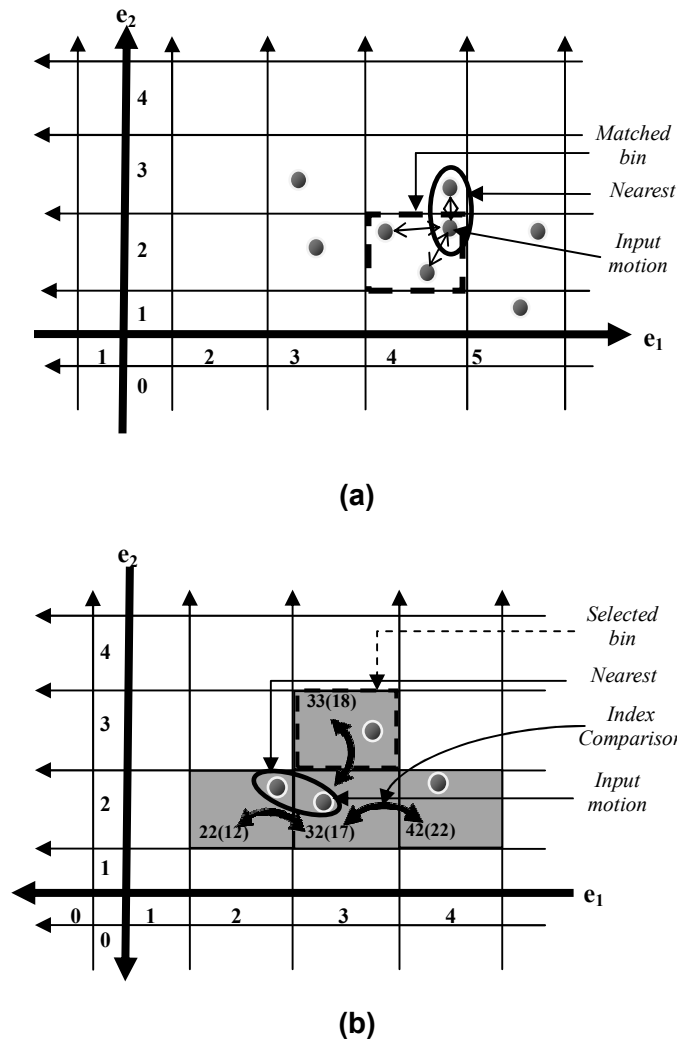 e2
4
Matched
bin
3
Nearest
2
Input
motion
1
e1
1 2 3 4 5
0
(a)
e2
Selected
bin
4
Nearest
33(18)
3
Index
Comparison
Input
motion
2
22(12) 32(17) 42(22)
1
e1
0 1 2 3 4
0
(b)